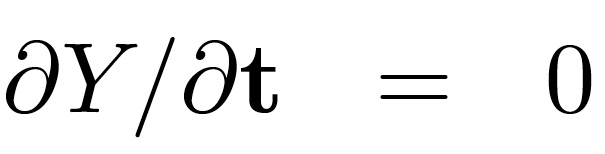 ∂Y/∂𝐭 = 0